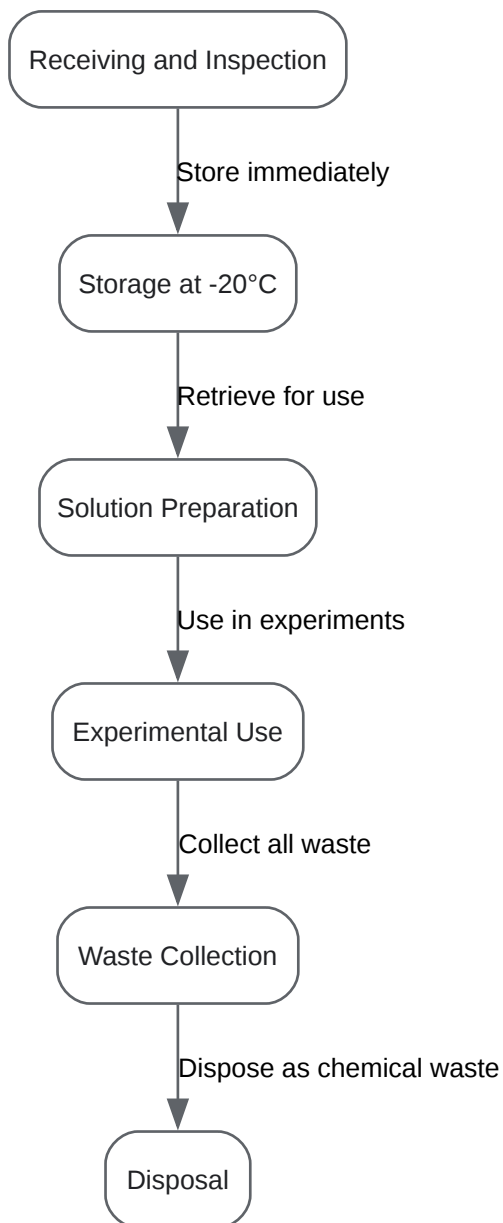 Receiving and Inspection
Store immediately
Storage at -20°C
Retrieve for use
Solution Preparation
Use in experiments
Experimental Use
Collect all waste
Waste Collection
Dispose as chemical waste
Disposal